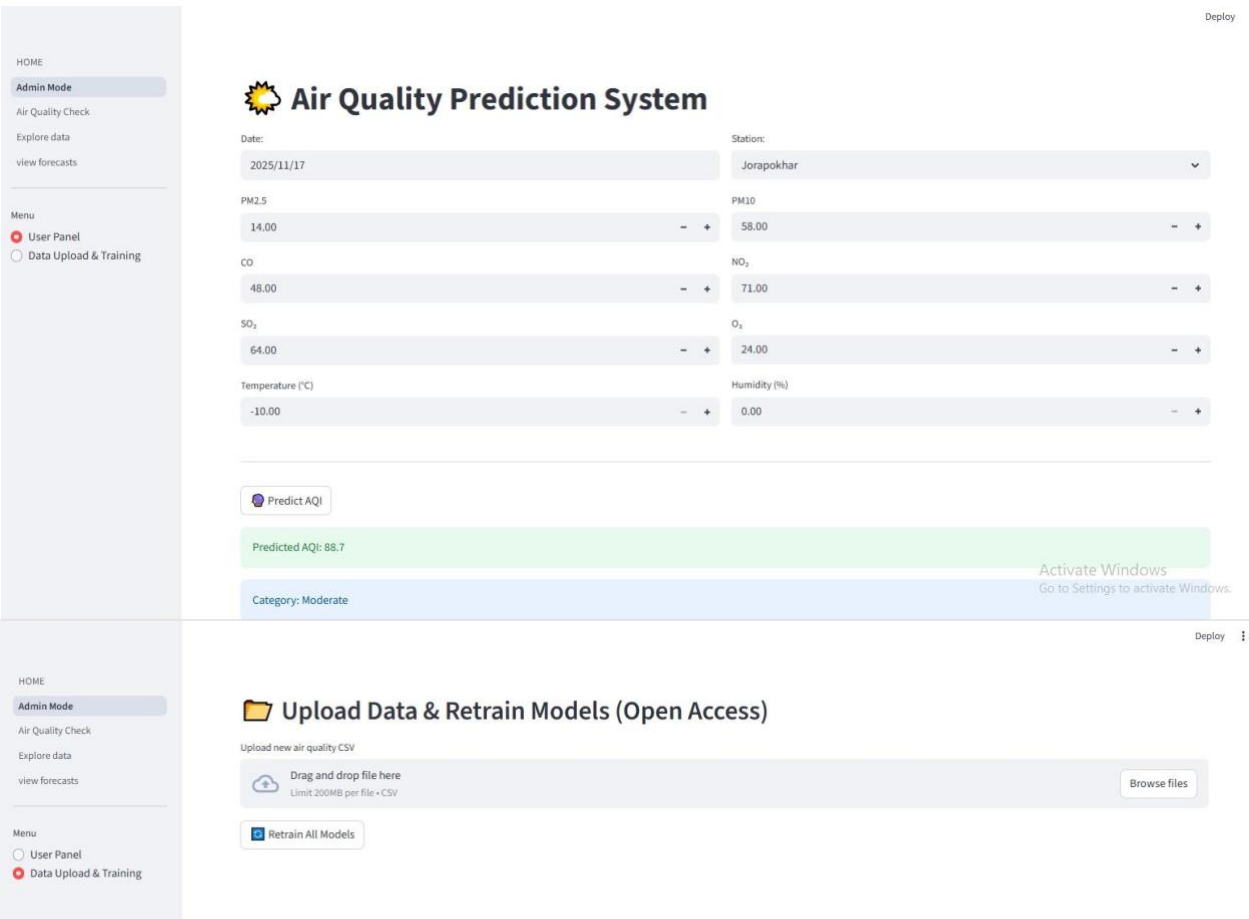 Deploy
HOME
Admin Mode
Air Quality Check
Explore data
view forecasts
Menu
User Panel
Data Upload & Training
Air Quality Prediction System
Date:
Station:
2025/11/17
Jorapokhar
PM2.5
PM10
14.00
58.00
CO
NO₂
48.00
71.00
SO₂
O₃
64.00
24.00
Temperature (°C)
Humidity (%)
-10.00
0.00
Predict AQI
Predicted AQI: 88.7
Category: Moderate
Activate Windows
Go to Settings to activate Windows.
Deploy
HOME
Admin Mode
Air Quality Check
Explore data
view forecasts
Menu
User Panel
Data Upload & Training
Upload Data & Retrain Models (Open Access)
Upload new air quality CSV
Drag and drop file here
Limit 200MB per file • CSV
Browse files
Retrain All Models